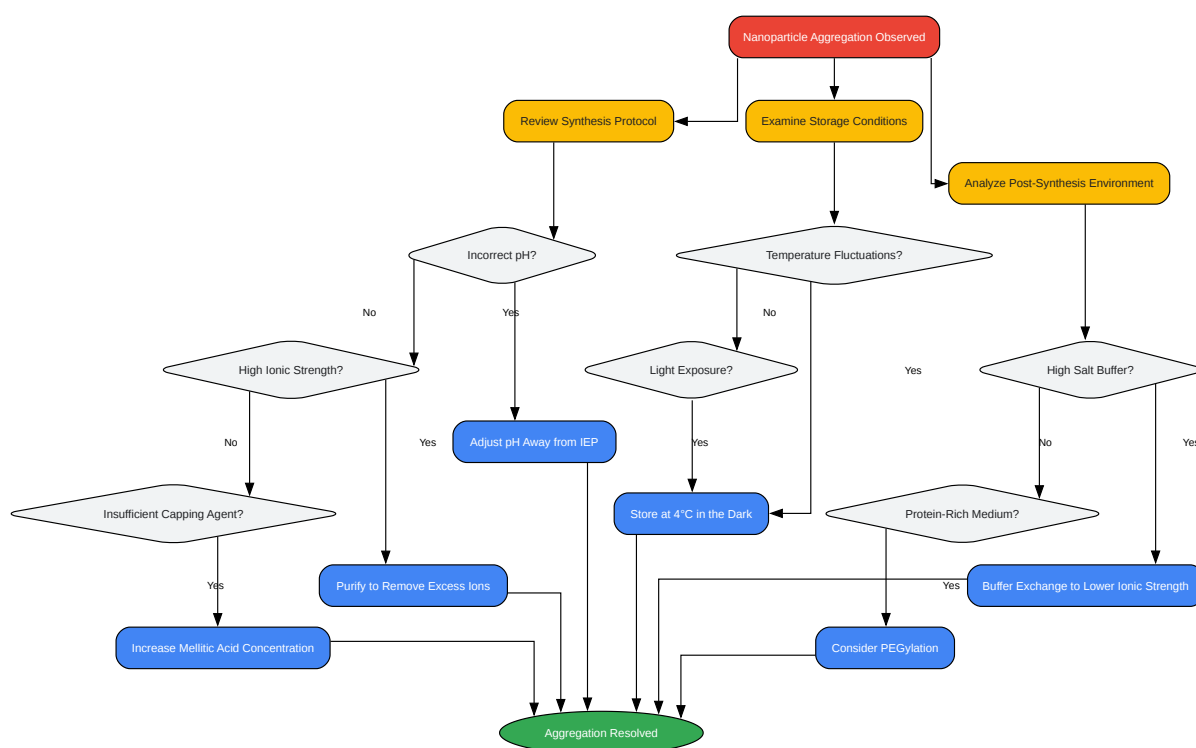 Nanoparticle Aggregation Observed
Review Synthesis Protocol
Examine Storage Conditions
Analyze Post-Synthesis Environment
Incorrect pH?
Temperature Fluctuations?
No
Yes
No
High Ionic Strength?
Light Exposure?
Yes
High Salt Buffer?
No
Yes
Adjust pH Away from IEP
Yes
No
Yes
Insufficient Capping Agent?
Store at 4°C in the Dark
Protein-Rich Medium?
Yes
Purify to Remove Excess Ions
Yes
Buffer Exchange to Lower Ionic Strength
Increase Mellitic Acid Concentration
Consider PEGylation
Aggregation Resolved